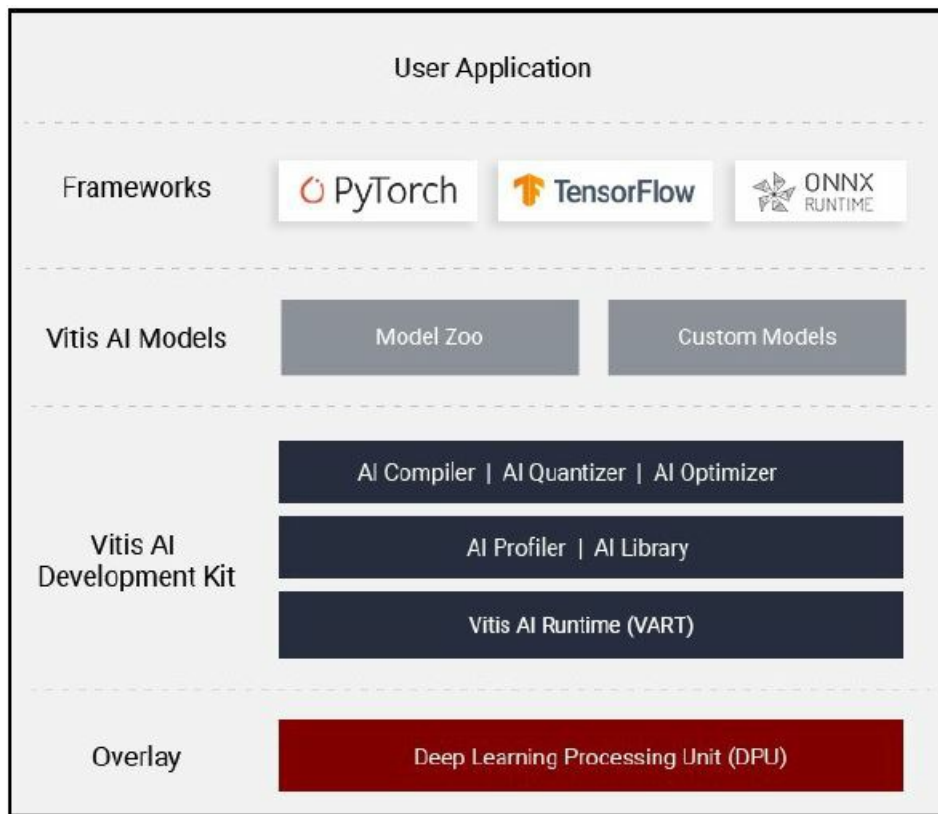 User Application
Frameworks
PyTorch
TensorFlow
ONNX
RUNTIME
Vitis AI Models
Model Zoo
Custom Models
Vitis AI
Development Kit
AI Compiler | AI Quantizer | AI Optimizer
AI Profiler | AI Library
Vitis AI Runtime (VART)
Overlay
Deep Learning Processing Unit (DPU)